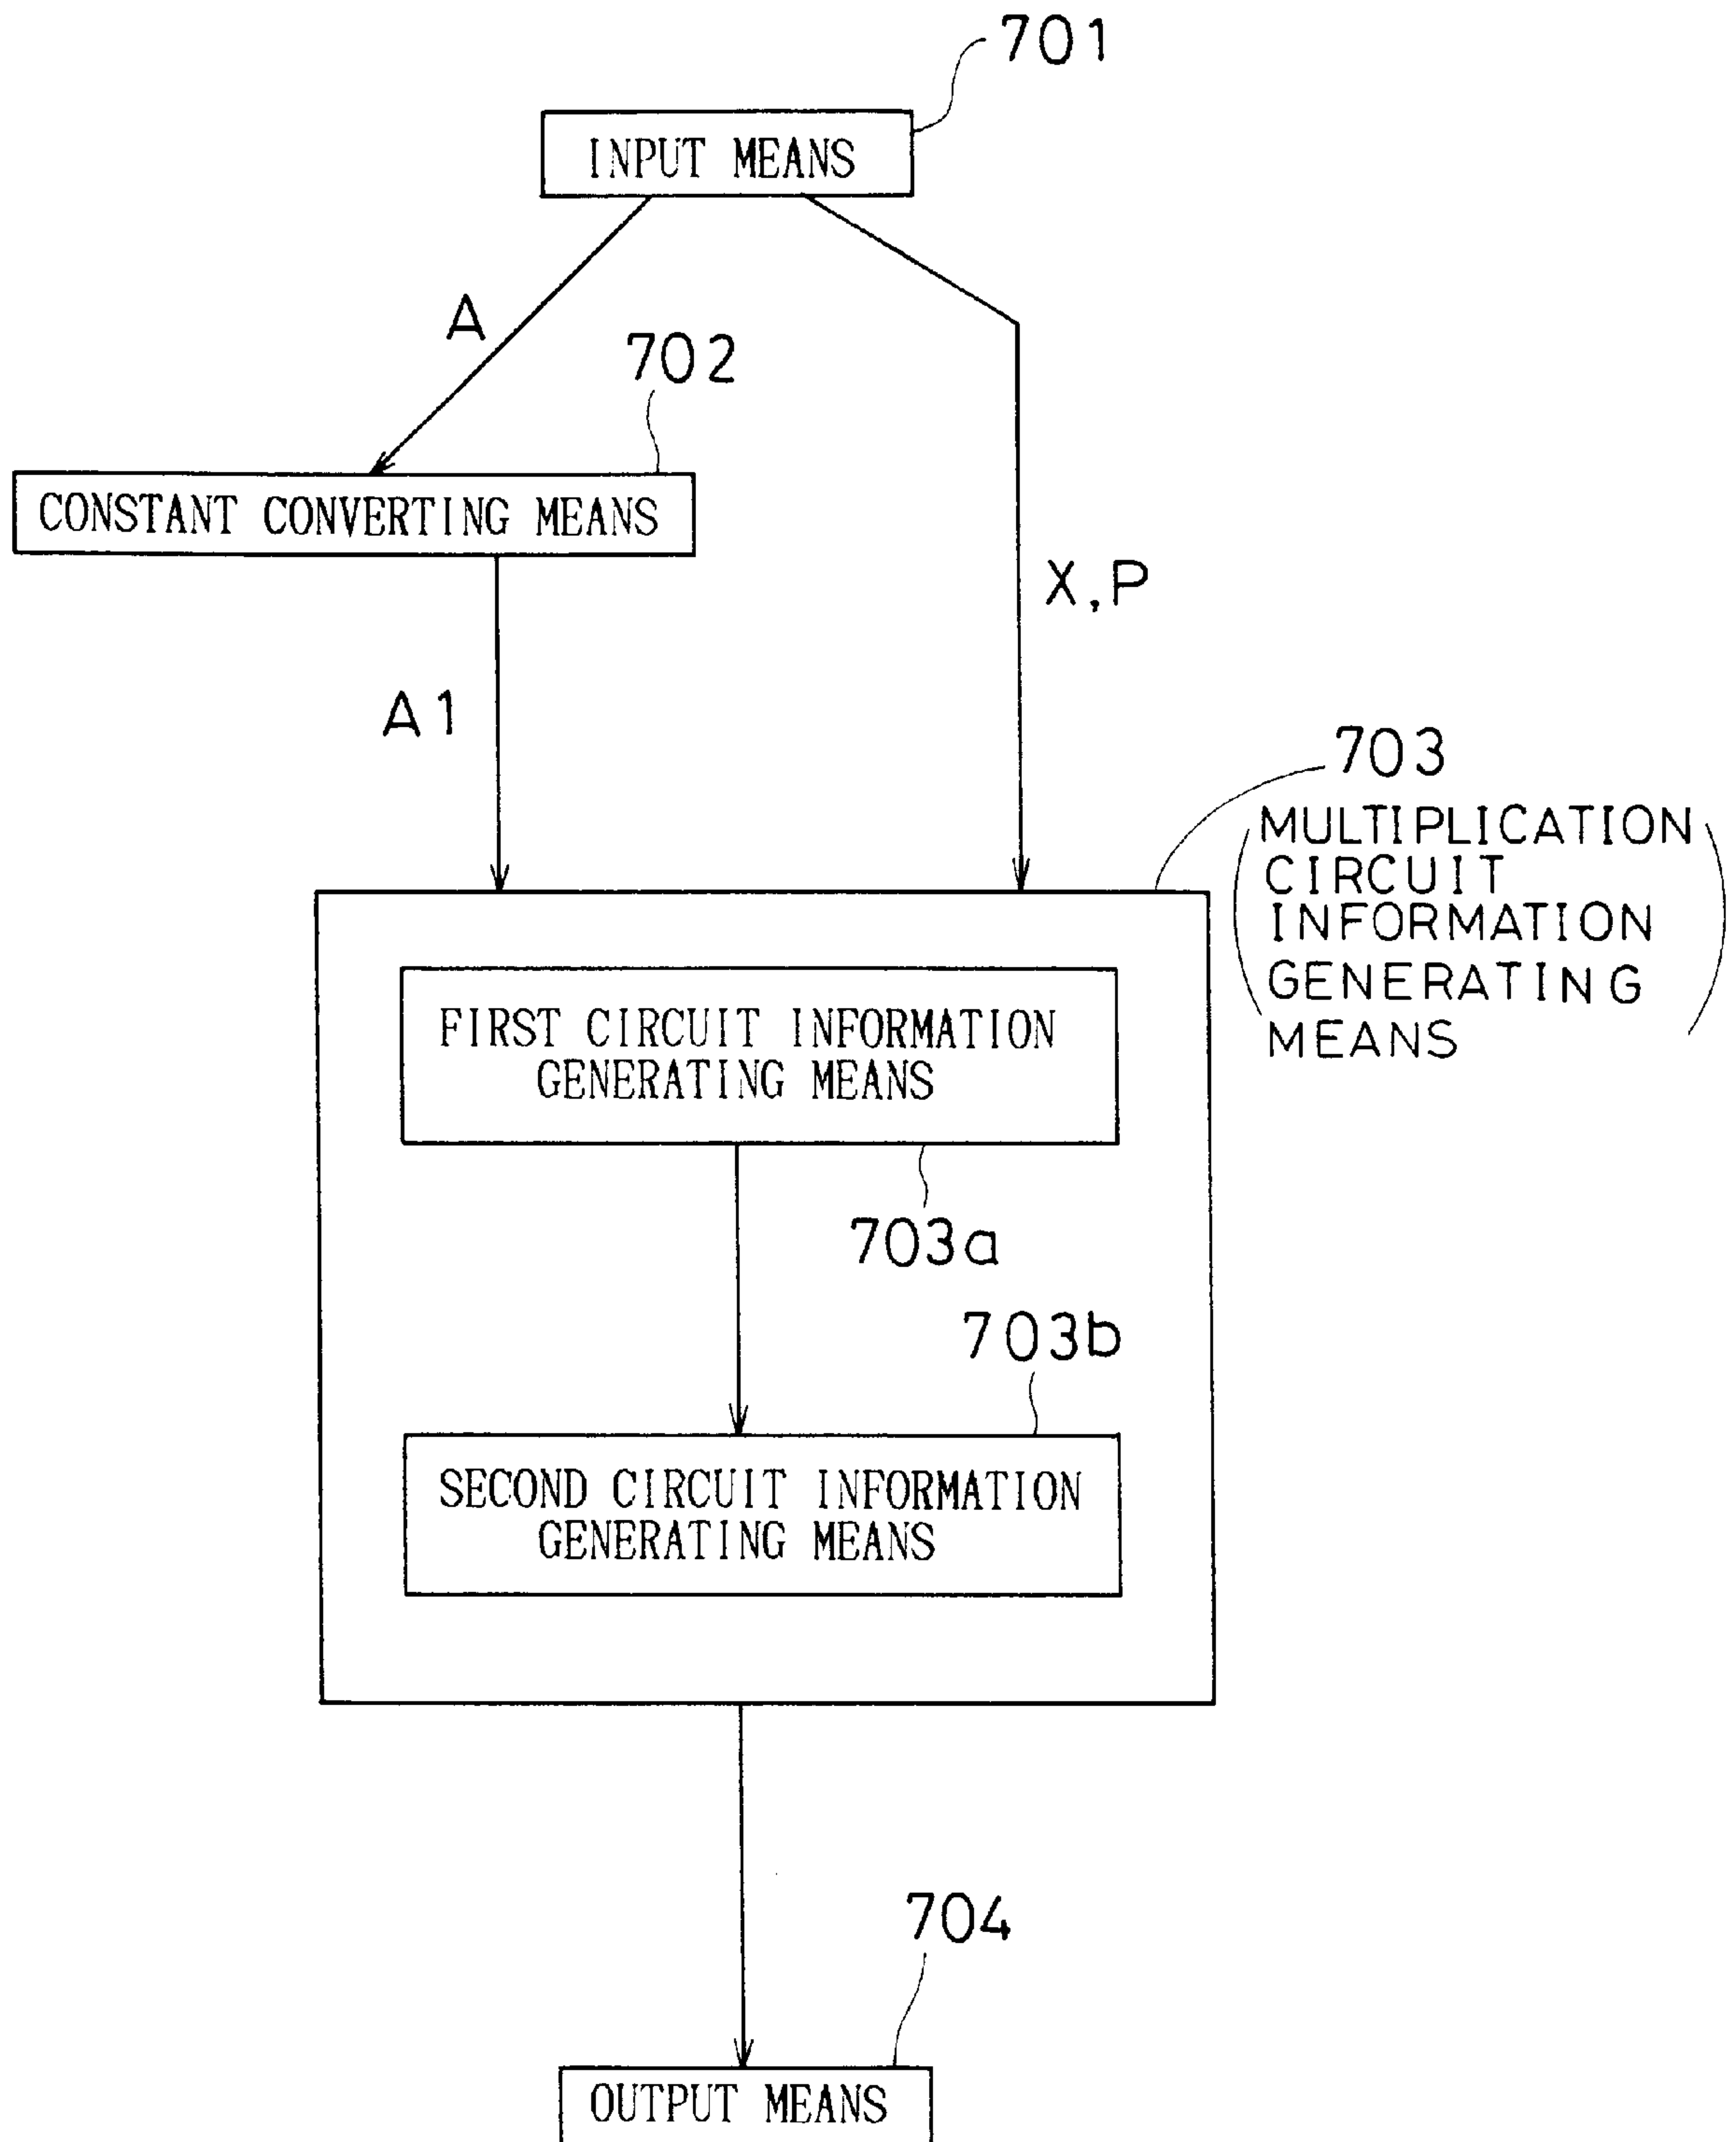 701
INPUT MEANS
A
702
CONSTANT CONVERTING MEANS
X,P
A1
703
MULTIPLICATION
CIRCUIT
INFORMATION
GENERATING
MEANS
FIRST CIRCUIT INFORMATION
GENERATING MEANS
703a
703b
SECOND CIRCUIT INFORMATION
GENERATING MEANS
704
OUTPUT MEANS